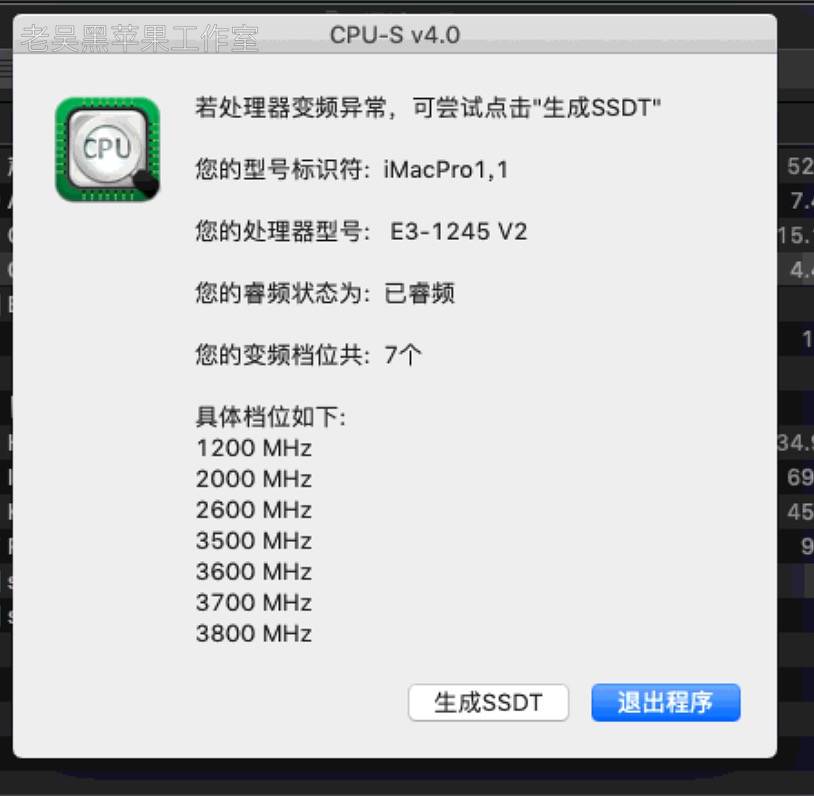 老吴黑苹果工作室
CPU-S v4.0
CPU
若处理器变频异常，可尝试点击"生成SSDT"
您的型号标识符: iMacPro1,1
您的处理器型号: E3-1245 V2
您的睿频状态为: 已睿频
您的变频档位共: 7个
具体档位如下:
1200 MHz
2000 MHz
2600 MHz
3500 MHz
3600 MHz
3700 MHz
3800 MHz
生成SSDT
退出程序